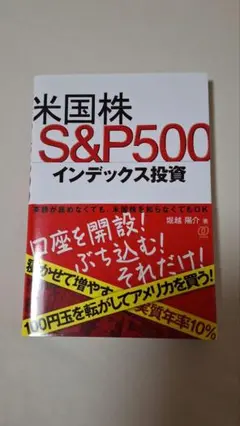 米国株
S&P500
インデックス投資
英語が読めなくても、米国株を知らなくてもOK
堀越 陽介 著
口座を開設!
ぶち込む!
それだけ!
寝かせて増やす
実質年率10%
100円玉を転がしてアメリカを買う!